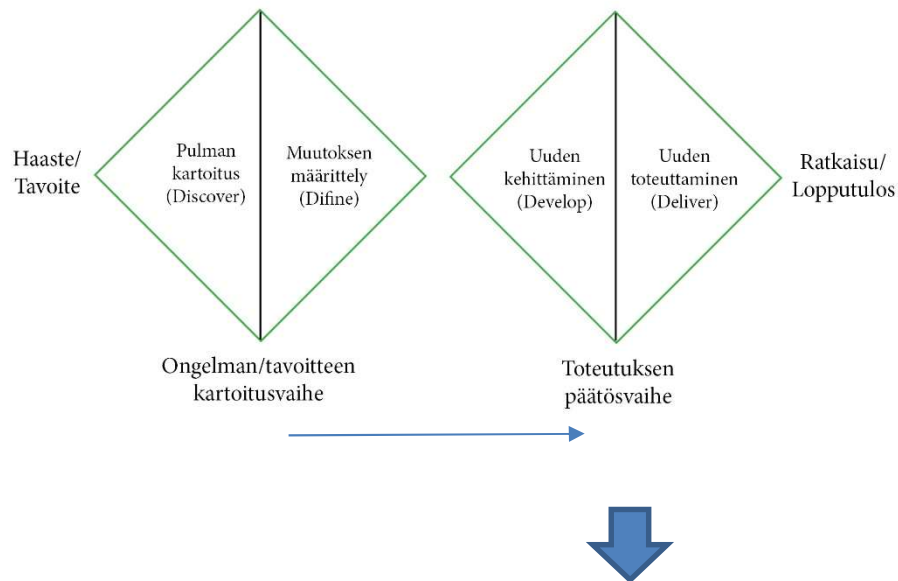 Haaste/
Tavoite
Pulman
kartoitus
(Discover)
Muutoksen
määrittely
(Difine)
Uuden
kehittäminen
(Develop)
Uuden
toteuttaminen
(Deliver)
Ratkaisu/
Lopputulos
Ongelman/tavoitteen
kartoitusvaihe
Toteutuksen
päätösvaihe